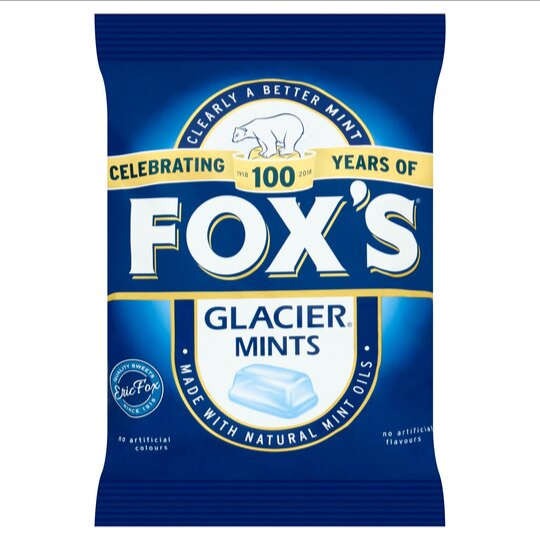 CLEARLY A BETTER MINT
CELEBRATING 1918 100 2018 YEARS OF
FOX'S®
GLACIER®
MINTS
• MADE WITH NATURAL MINT OILS •
QUALITY SWEETS
Eric Fox
SINCE 1918
no artificial
colours
no artificial
flavours